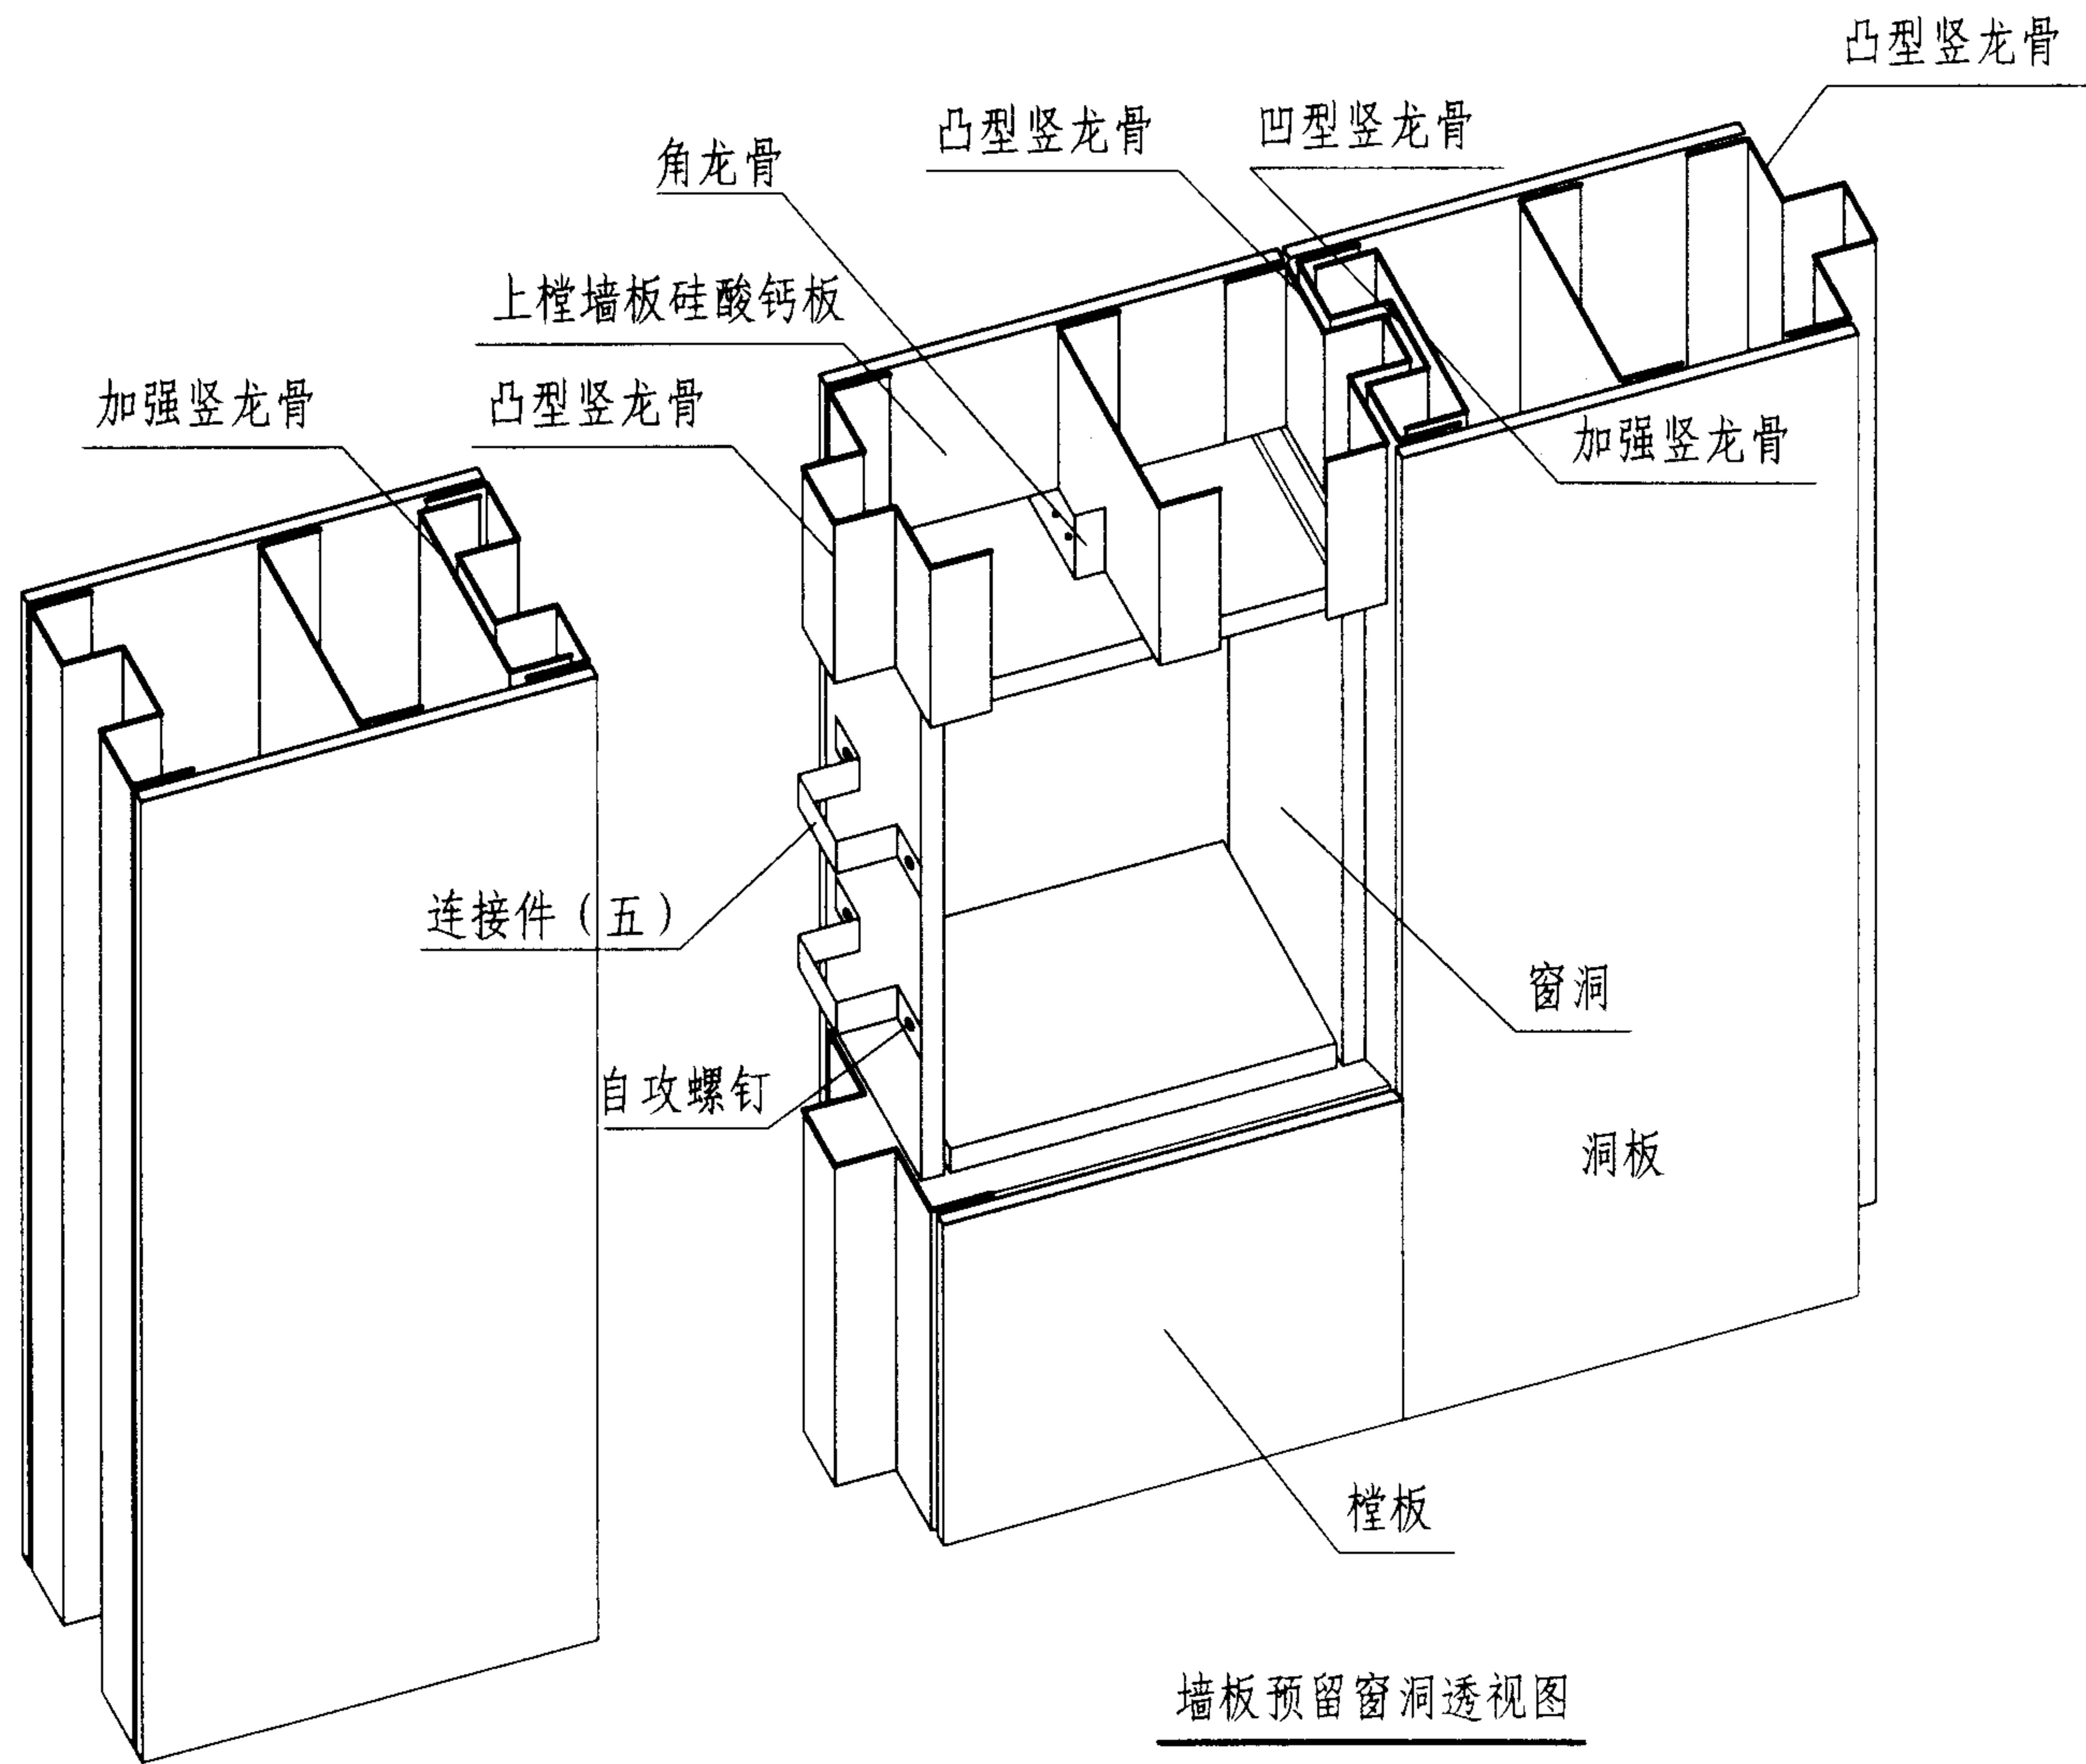 凸型竖龙骨
凸型竖龙骨
凹型竖龙骨
角龙骨
上樘墙板硅酸钙板
加强竖龙骨
凸型竖龙骨
加强竖龙骨
连接件（五）
窗洞
自攻螺钉
洞板
樘板
墙板预留窗洞透视图